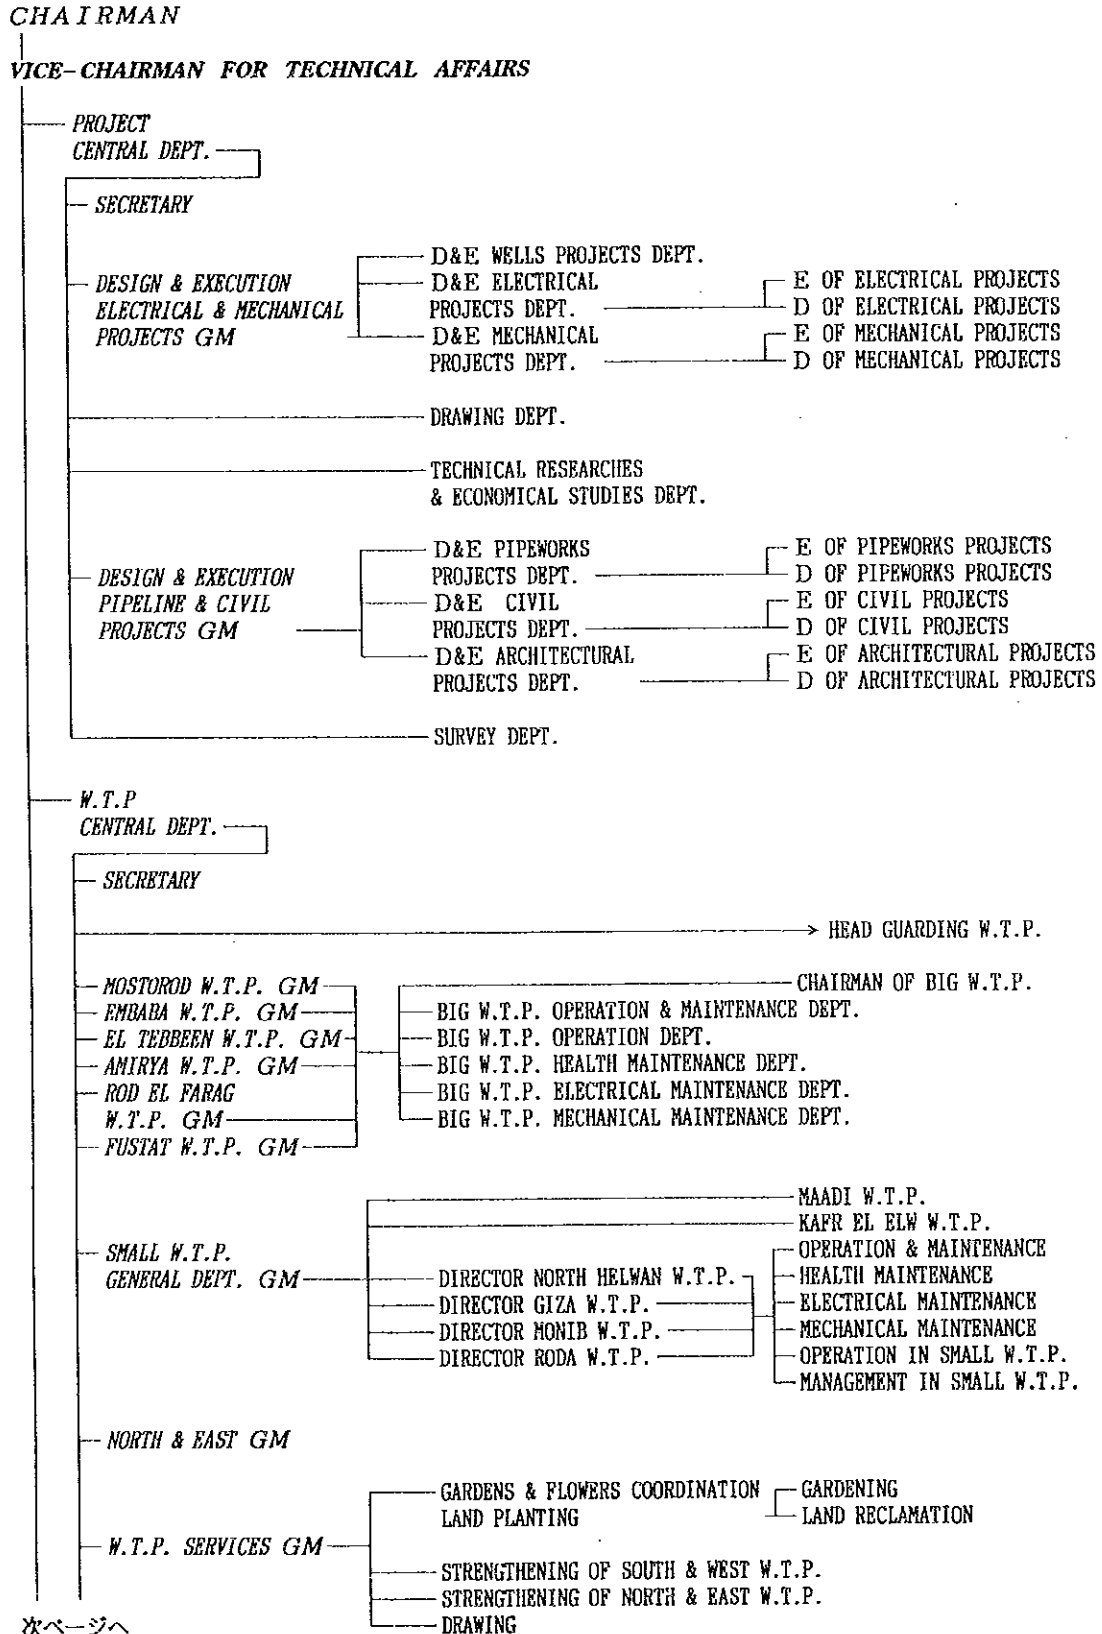 CHAIRMAN
VICE-CHAIRMAN FOR TECHNICAL AFFAIRS
PROJECT
CENTRAL DEPT.
SECRETARY
D&E WELLS PROJECTS DEPT.
DESIGN & EXECUTION D&E ELECTRICAL E OF ELECTRICAL PROJECTS
ELECTRICAL & MECHANICAL PROJECTS DEPT. D OF ELECTRICAL PROJECTS
PROJECTS GM D&E MECHANICAL E OF MECHANICAL PROJECTS
PROJECTS DEPT. D OF MECHANICAL PROJECTS
DRAWING DEPT.
TECHNICAL RESEARCHES
& ECONOMICAL STUDIES DEPT.
D&E PIPEWORKS E OF PIPEWORKS PROJECTS
DESIGN & EXECUTION PROJECTS DEPT. D OF PIPEWORKS PROJECTS
PIPELINE & CIVIL D&E CIVIL E OF CIVIL PROJECTS
PROJECTS GM PROJECTS DEPT. D OF CIVIL PROJECTS
D&E ARCHITECTURAL E OF ARCHITECTURAL PROJECTS
PROJECTS DEPT. D OF ARCHITECTURAL PROJECTS
SURVEY DEPT.
W.T.P
CENTRAL DEPT.
SECRETARY
HEAD GUARDING W.T.P.
MOSTOROD W.T.P. GM CHAIRMAN OF BIG W.T.P.
EMBABA W.T.P. GM BIG W.T.P. OPERATION & MAINTENANCE DEPT.
EL TEBBEEN W.T.P. GM BIG W.T.P. OPERATION DEPT.
AMIRYA W.T.P. GM BIG W.T.P. HEALTH MAINTENANCE DEPT.
ROD EL FARAG BIG W.T.P. ELECTRICAL MAINTENANCE DEPT.
W.T.P. GM BIG W.T.P. MECHANICAL MAINTENANCE DEPT.
FUSTAT W.T.P. GM
MAADI W.T.P.
KAFR EL ELW W.T.P.
SMALL W.T.P. OPERATION & MAINTENANCE
GENERAL DEPT. GM DIRECTOR NORTH HELWAN W.T.P. HEALTH MAINTENANCE
DIRECTOR GIZA W.T.P. ELECTRICAL MAINTENANCE
DIRECTOR MONIB W.T.P. MECHANICAL MAINTENANCE
DIRECTOR RODA W.T.P. OPERATION IN SMALL W.T.P.
MANAGEMENT IN SMALL W.T.P.
NORTH & EAST GM
GARDENS & FLOWERS COORDINATION GARDENING
LAND PLANTING LAND RECLAMATION
W.T.P. SERVICES GM
STRENGTHENING OF SOUTH & WEST W.T.P.
STRENGTHENING OF NORTH & EAST W.T.P.
次ページへ DRAWING